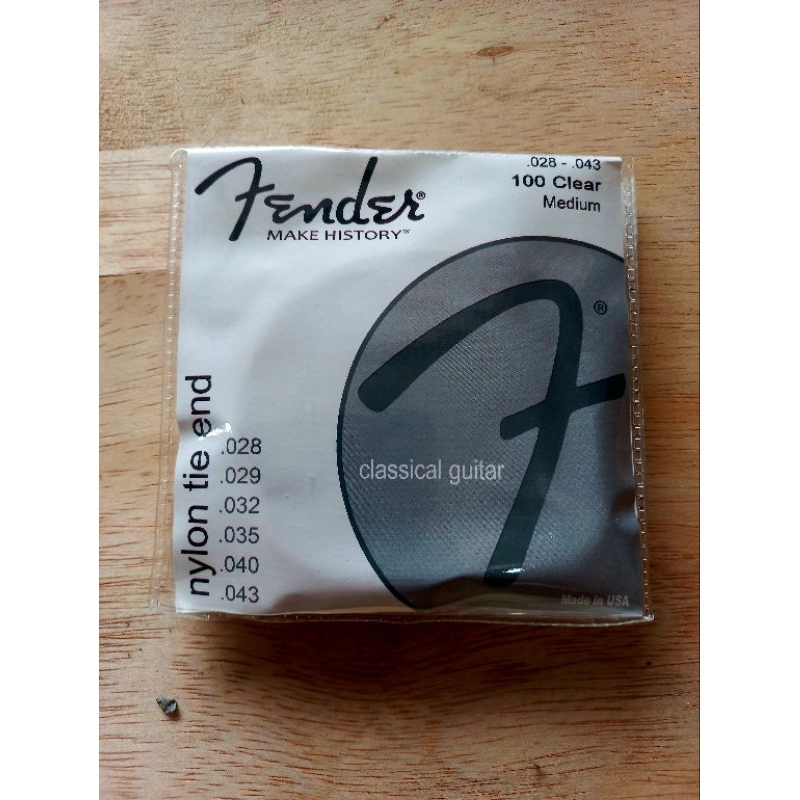 Fender®
MAKE HISTORY™
.028 - .043
100 Clear
Medium
F®
nylon tie end
.028
.029
.032
.035
.040
.043
classical guitar
Made in USA